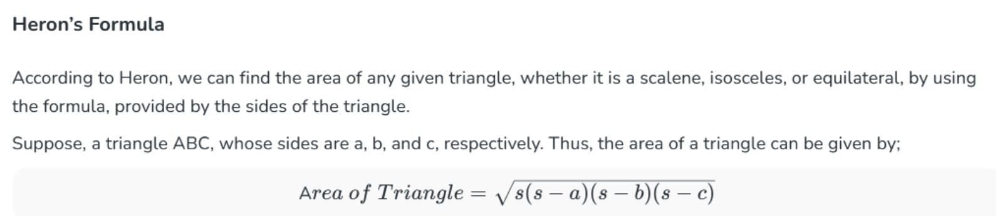 Heron’s Formula
According to Heron, we can find the area of any given triangle, whether it is a scalene, isosceles, or equilateral, by using
the formula, provided by the sides of the triangle.
Suppose, a triangle ABC, whose sides are a, b, and c, respectively. Thus, the area of a triangle can be given by;
Area of Triangle = √s(s − a)(s − b)(s − c)